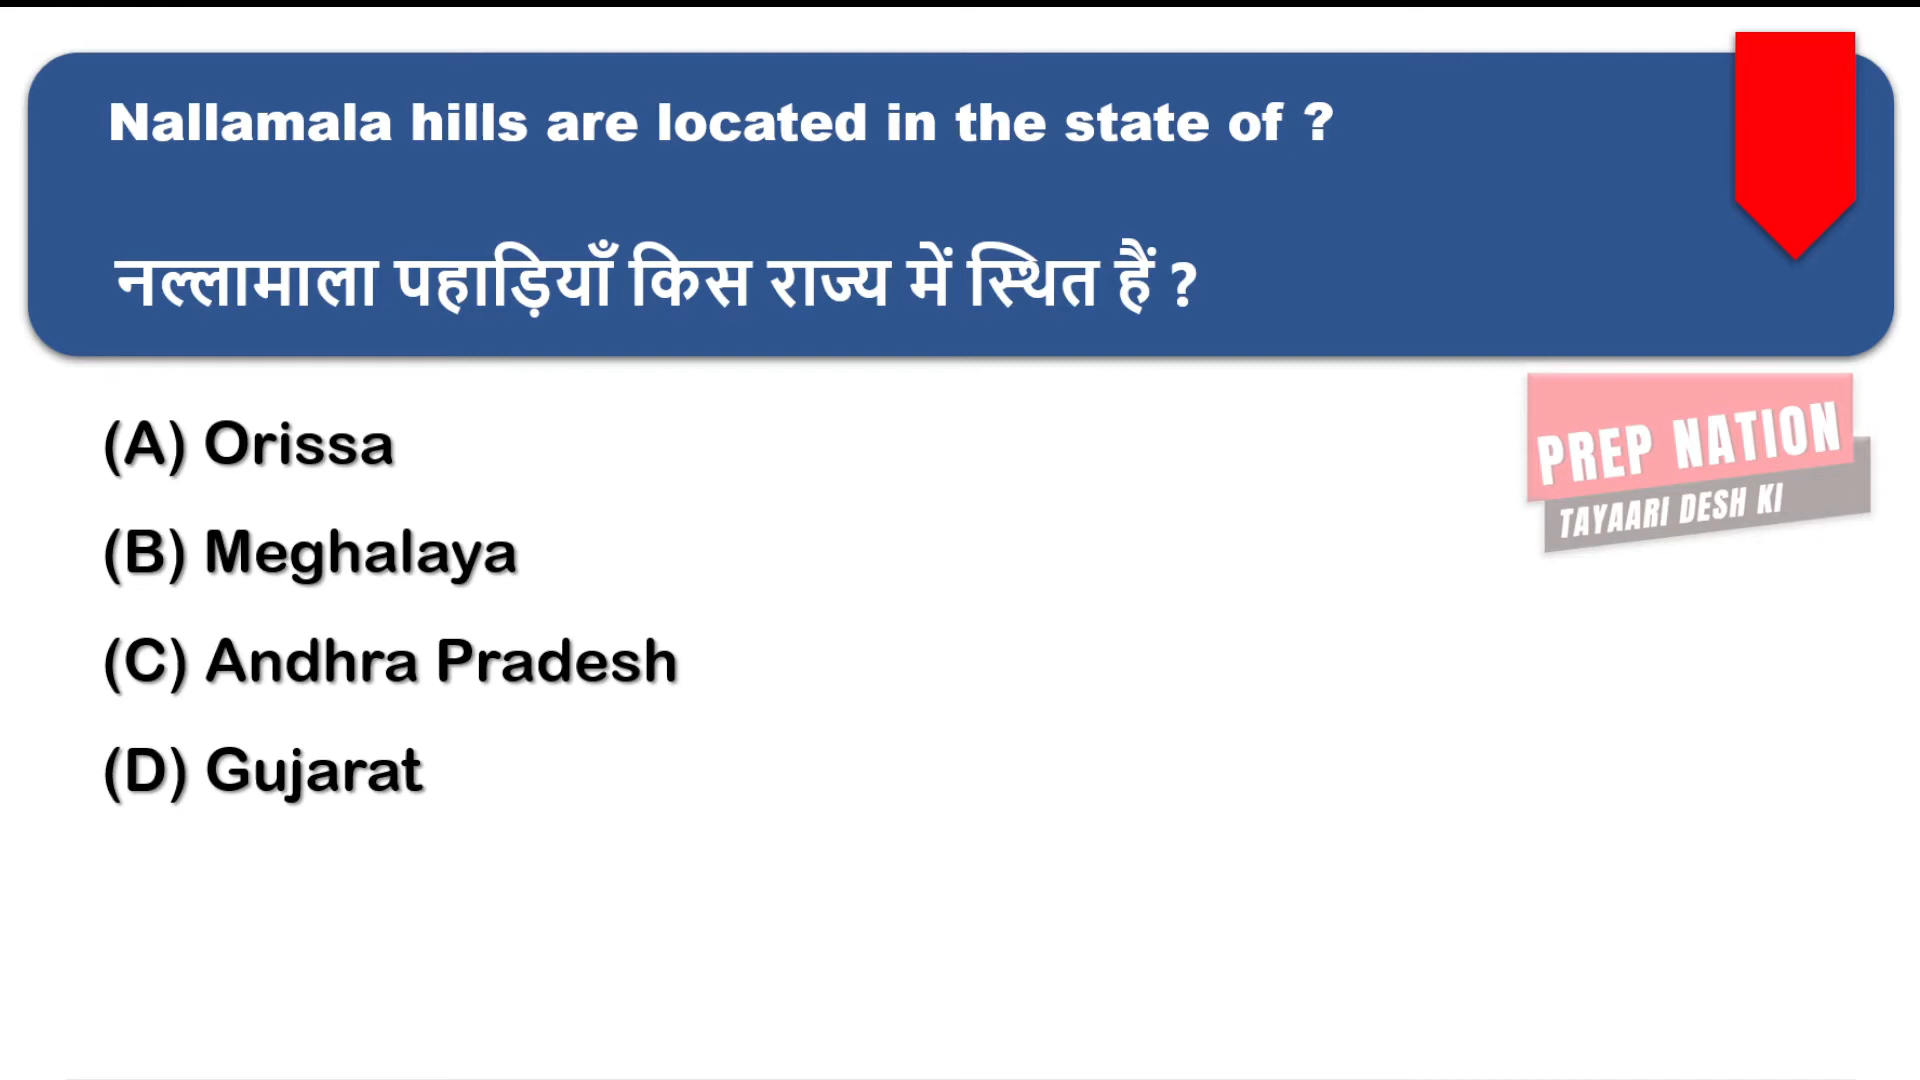 Nallamala hills are located in the state of ?
नल्लामाला पहाड़ियाँ किस राज्य में स्थित हैं ?
PREP NATION
TAYAARI DESH KI
(A) Orissa
(B) Meghalaya
(C) Andhra Pradesh
(D) Gujarat